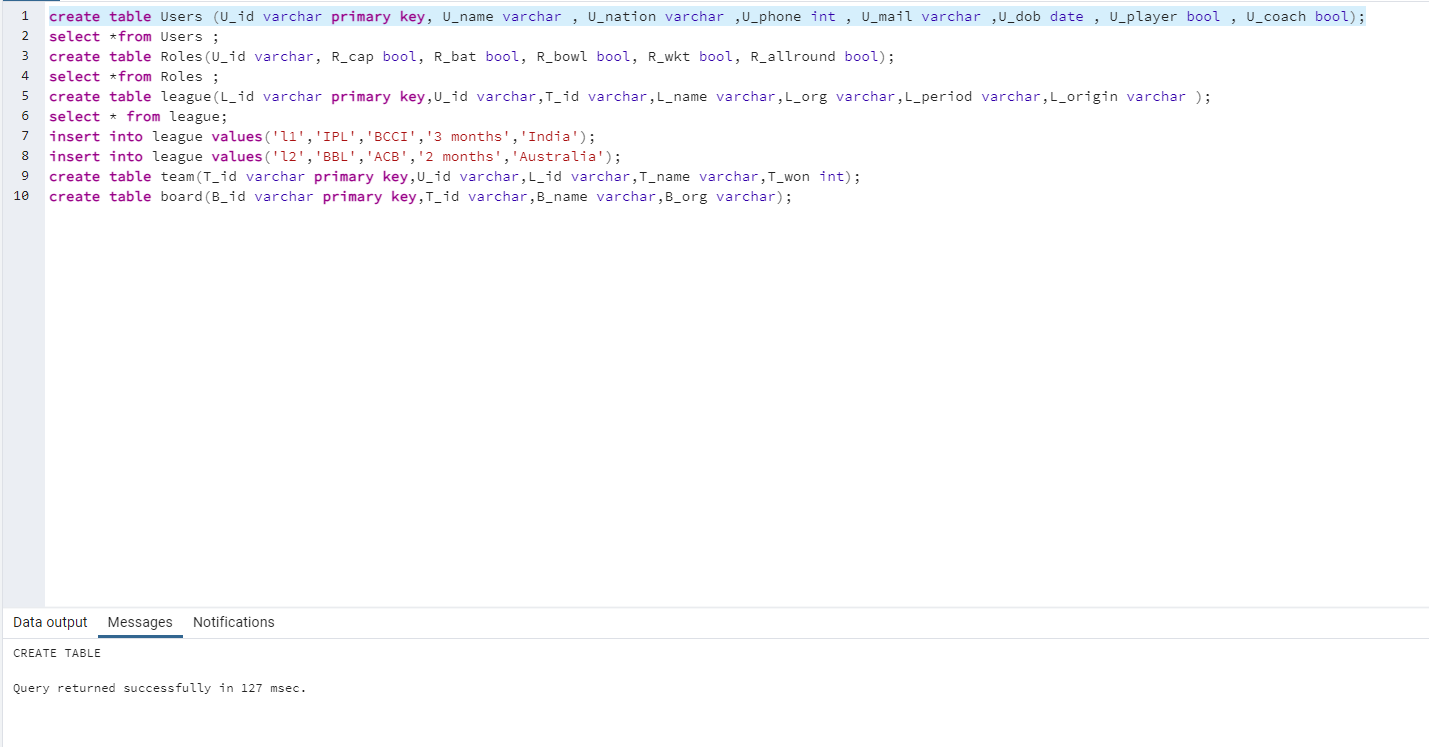 1 create table Users (U_id varchar primary key, U_name varchar , U_nation varchar ,U_phone int , U_mail varchar ,U_dob date , U_player bool , U_coach bool);
2 select *from Users ;
3 create table Roles(U_id varchar, R_cap bool, R_bat bool, R_bowl bool, R_wkt bool, R_allround bool);
4 select *from Roles ;
5 create table league(L_id varchar primary key,U_id varchar,T_id varchar,L_name varchar,L_org varchar,L_period varchar,L_origin varchar );
6 select * from league;
7 insert into league values('l1','IPL','BCCI','3 months','India');
8 insert into league values('l2','BBL','ACB','2 months','Australia');
9 create table team(T_id varchar primary key,U_id varchar,L_id varchar,T_name varchar,T_won int);
10 create table board(B_id varchar primary key,T_id varchar,B_name varchar,B_org varchar);
Data output Messages Notifications
CREATE TABLE
Query returned successfully in 127 msec.